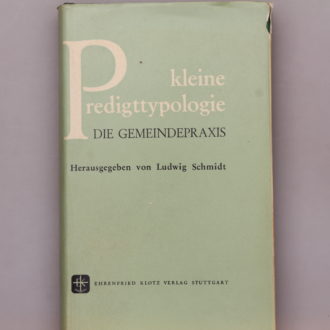 kleine
Predigttypologie
DIE GEMEINDEPRAXIS
Herausgegeben von Ludwig Schmidt
EHRENFRIED KLOTZ VERLAG STUTTGART